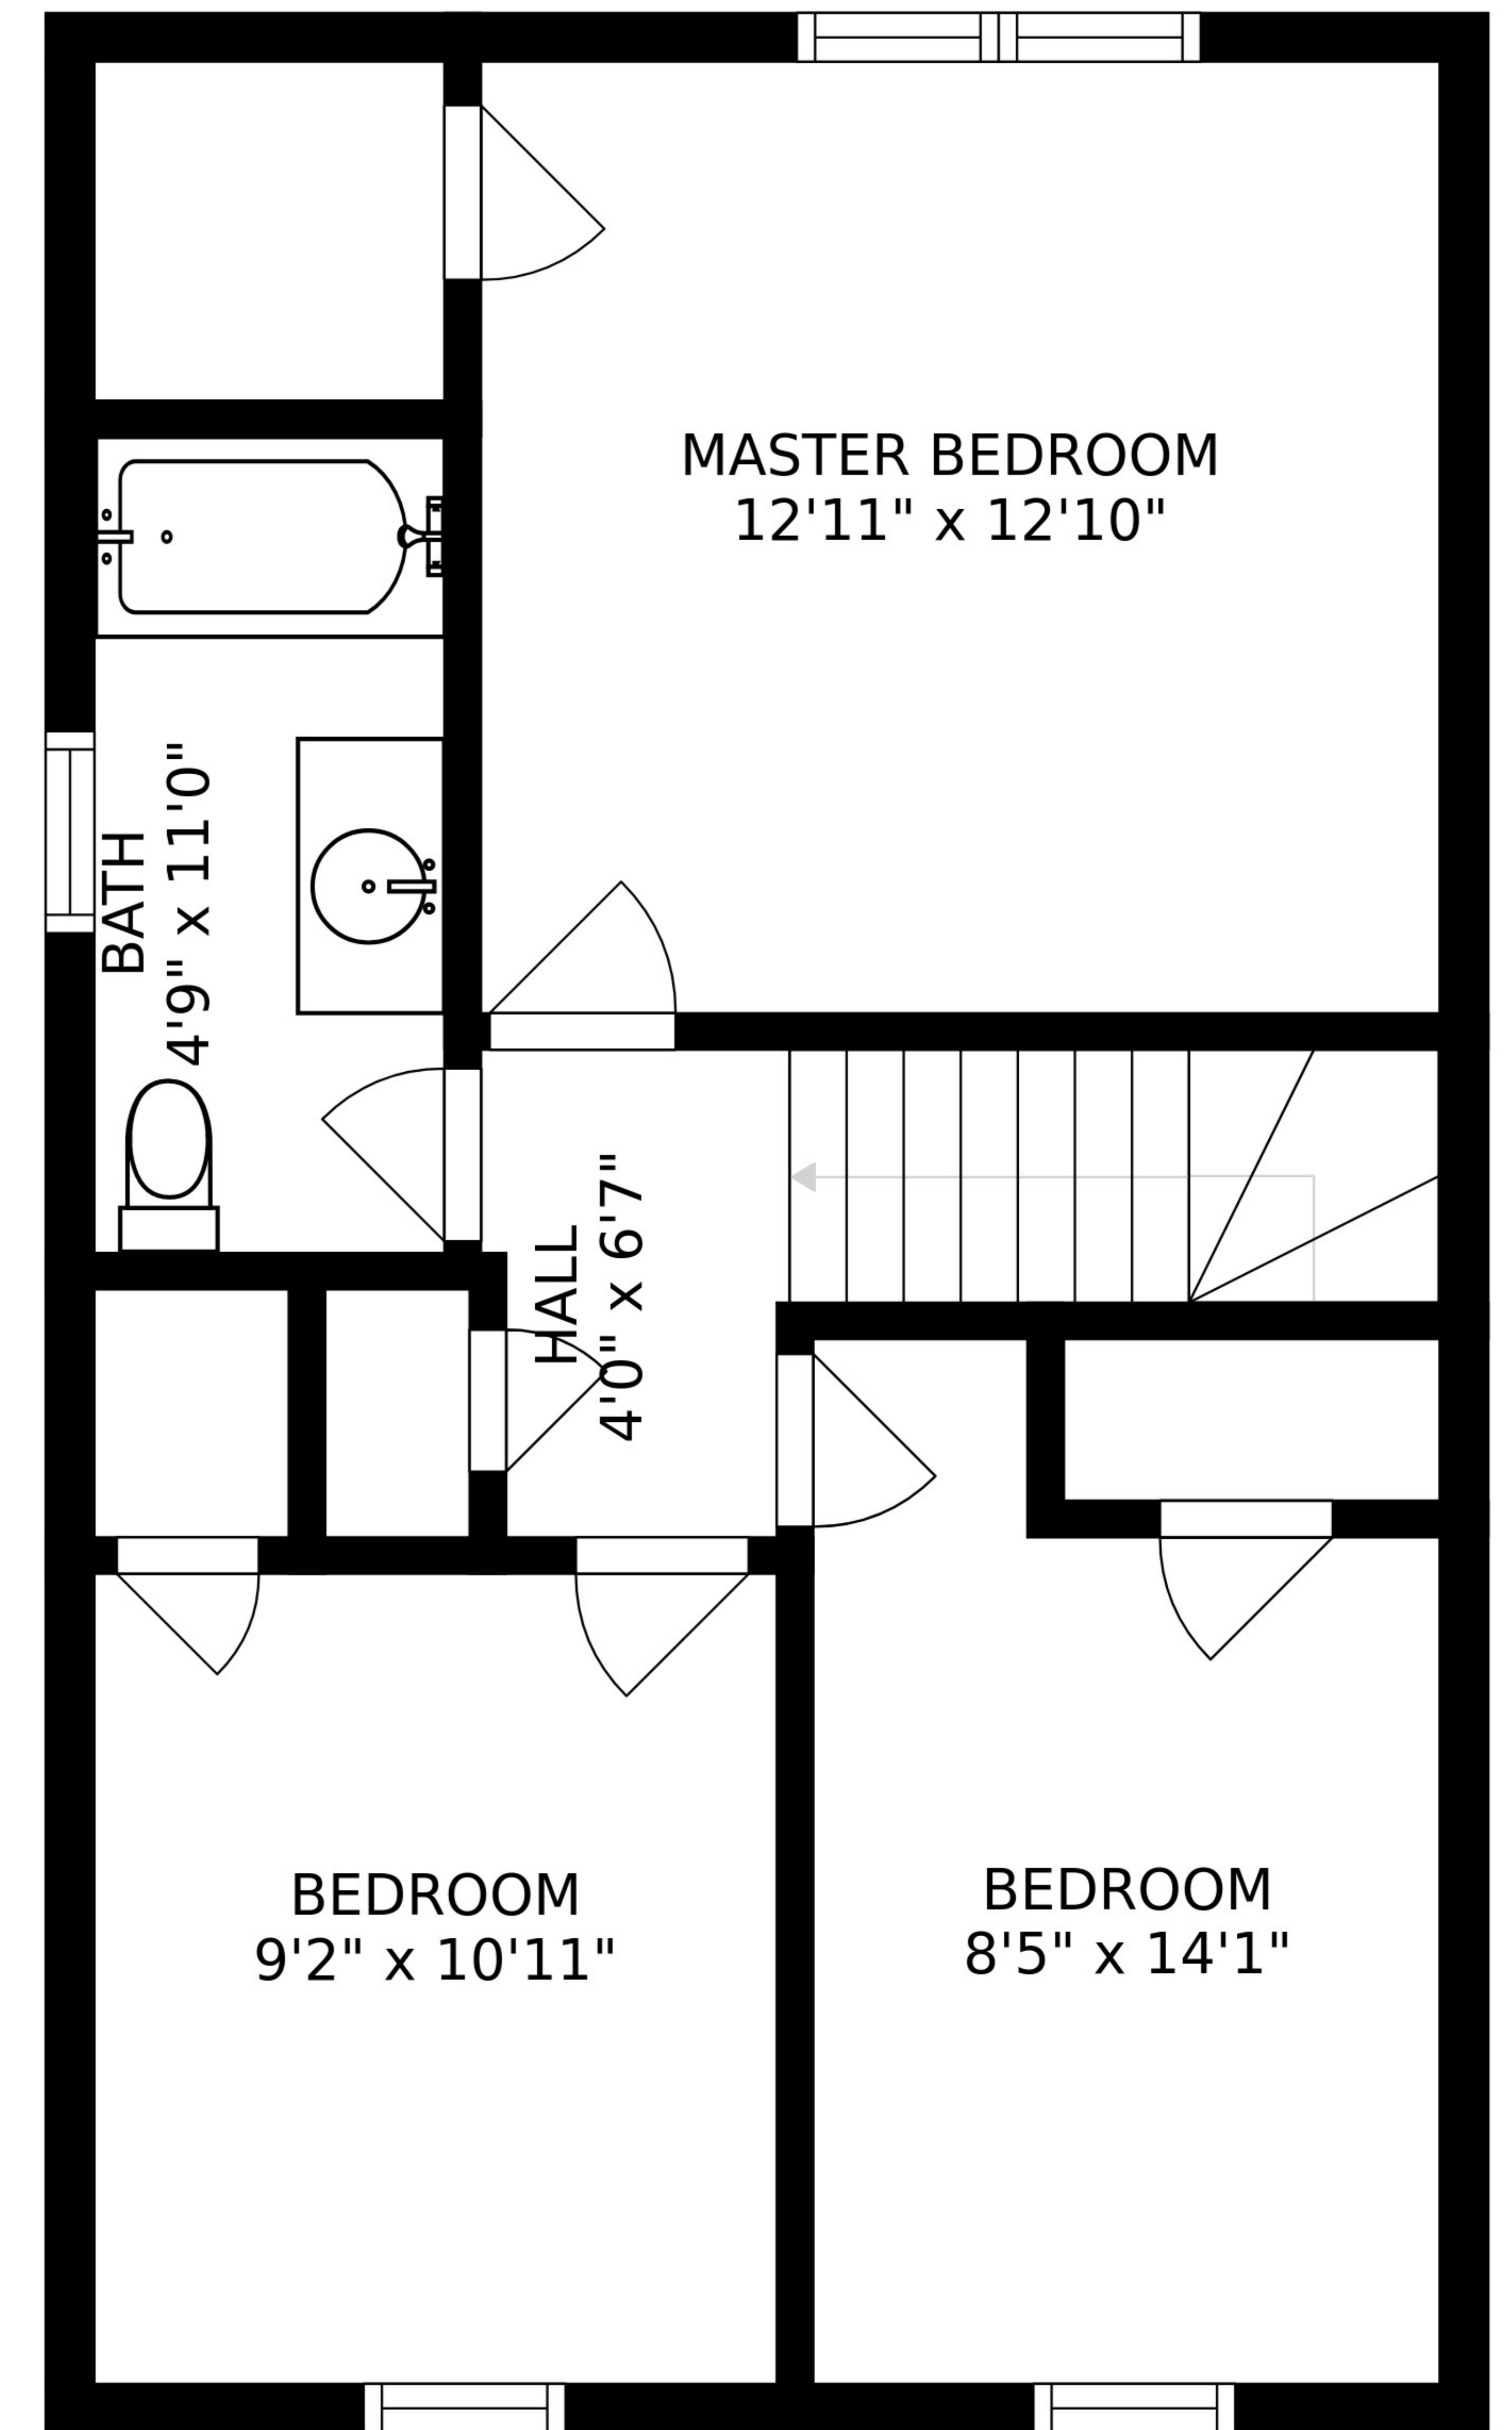 MASTER BEDROOM
12'11" x 12'10"
BATH
4'9" x 11'0"
HALL
4'0" x 6'7"
BEDROOM
9'2" x 10'11"
BEDROOM
8'5" x 14'1"